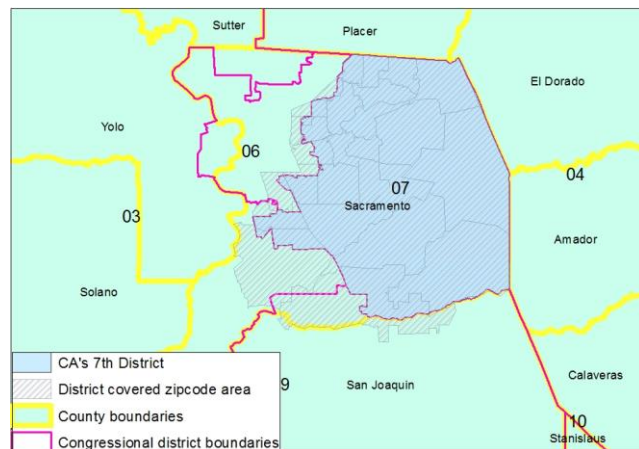 Sutter
Placer
El Dorado
Yolo
06
07
04
Sacramento
03
Amador
Solano
CA's 7th District
District covered zipcode area
9
San Joaquin
Calaveras
County boundaries
10
Congressional district boundaries
Stanislaus